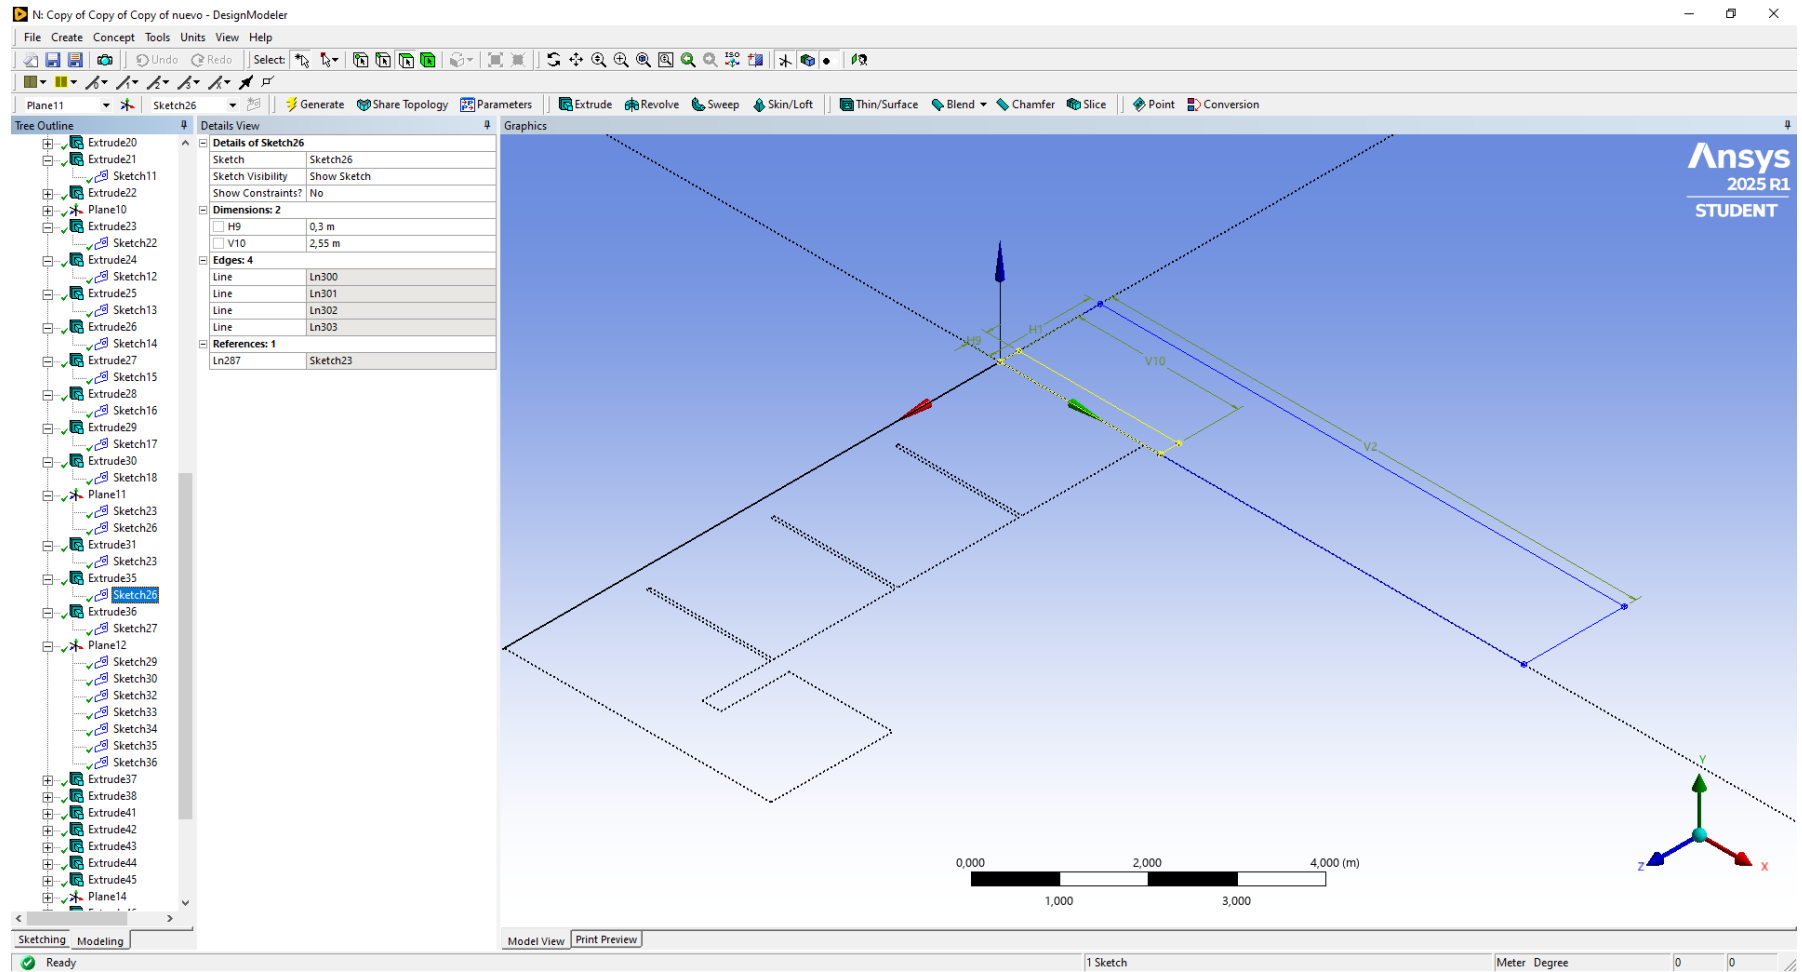 N: Copy of Copy of Copy of nuevo - DesignModeler
File Create Concept Tools Units View Help
Undo Redo Select: ISO
Plane11 Sketch26 Generate Share Topology Parameters Extrude Revolve Sweep Skin/Loft Thin/Surface Blend Chamfer Slice Point Conversion
Tree Outline
Extrude20
Extrude21
Sketch11
Extrude22
Plane10
Extrude23
Sketch22
Extrude24
Sketch12
Extrude25
Sketch13
Extrude26
Sketch14
Extrude27
Sketch15
Extrude28
Sketch16
Extrude29
Sketch17
Extrude30
Sketch18
Plane11
Sketch23
Sketch26
Extrude31
Sketch23
Extrude35
Sketch26
Extrude36
Sketch27
Plane12
Sketch29
Sketch30
Sketch32
Sketch33
Sketch34
Sketch35
Sketch36
Extrude37
Extrude38
Extrude41
Extrude42
Extrude43
Extrude44
Extrude45
Plane14
Sketching Modeling
Details View
Details of Sketch26
Sketch Sketch26
Sketch Visibility Show Sketch
Show Constraints? No
Dimensions: 2
H9 0,3 m
V10 2,55 m
Edges: 4
Line Ln300
Line Ln301
Line Ln302
Line Ln303
References: 1
Ln287 Sketch23
Graphics
Ansys
2025 R1
STUDENT
H1
H9
V10
V2
Y
Z X
0,000 2,000 4,000 (m)
1,000 3,000
Model View Print Preview
Ready 1 Sketch Meter Degree 0 0